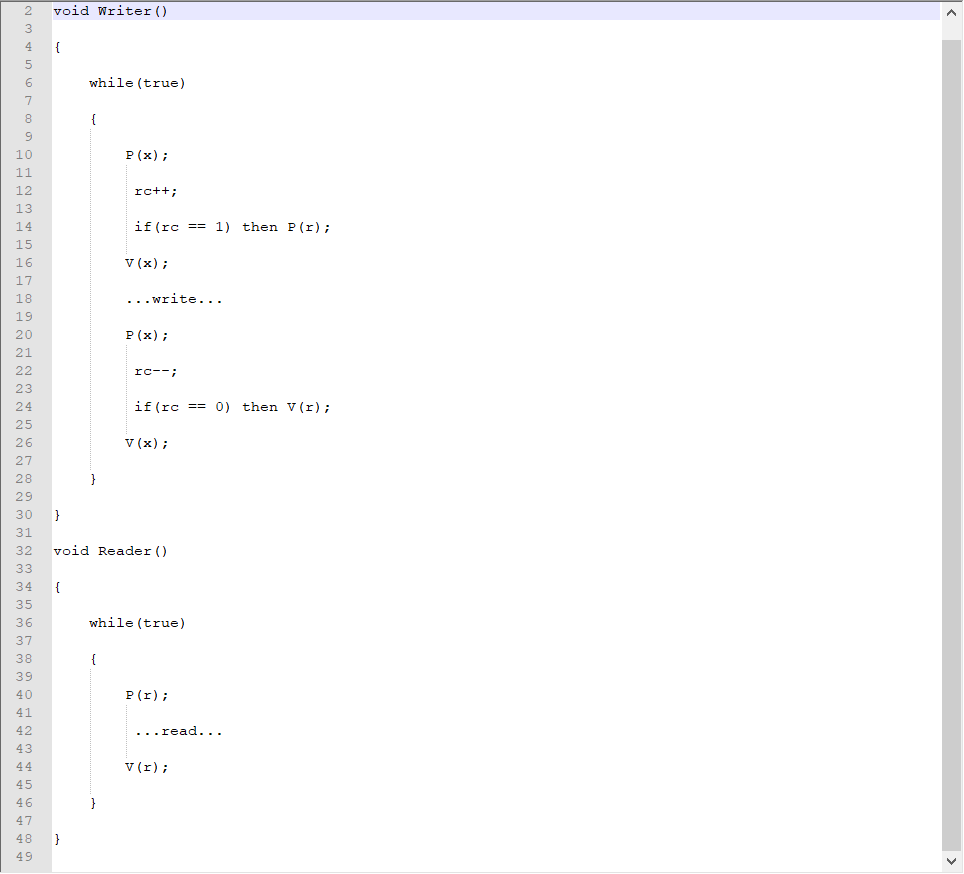 2 void Writer()
3
4 {
5
6 while(true)
7
8 {
9
10 P(x);
11
12 rc++;
13
14 if(rc == 1) then P(r);
15
16 V(x);
17
18 ...write...
19
20 P(x);
21
22 rc--;
23
24 if(rc == 0) then V(r);
25
26 V(x);
27
28 }
29
30 }
31
32 void Reader()
33
34 {
35
36 while(true)
37
38 {
39
40 P(r);
41
42 ...read...
43
44 V(r);
45
46 }
47
48 }
49